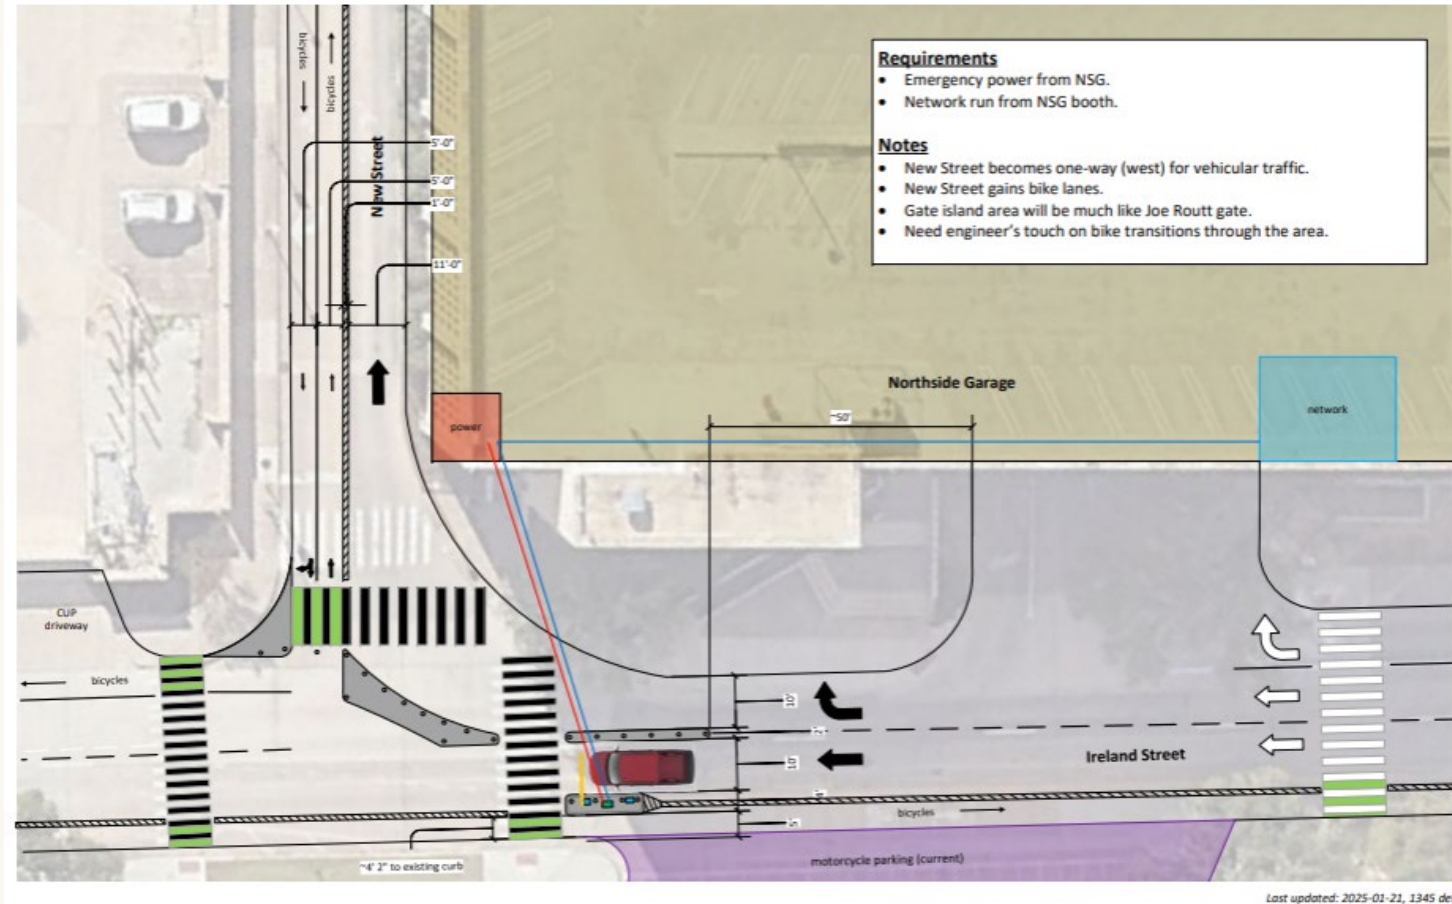 Requirements
• Emergency power from NSG.
• Network run from NSG booth.
Notes
• New Street becomes one-way (west) for vehicular traffic.
• New Street gains bike lanes.
• Gate island area will be much like Joe Routt gate.
• Need engineer's touch on bike transitions through the area.
bicycles
bicycles
New Street
5'-0"
5'-0"
1'-0"
11'-0"
Northside Garage
power
network
~50'
CUP
driveway
bicycles
10'
2'
10'
4'
5'
Ireland Street
bicycles
~4' 2" to existing curb
motorcycle parking (current)
Last updated: 2025-01-21, 1345 de